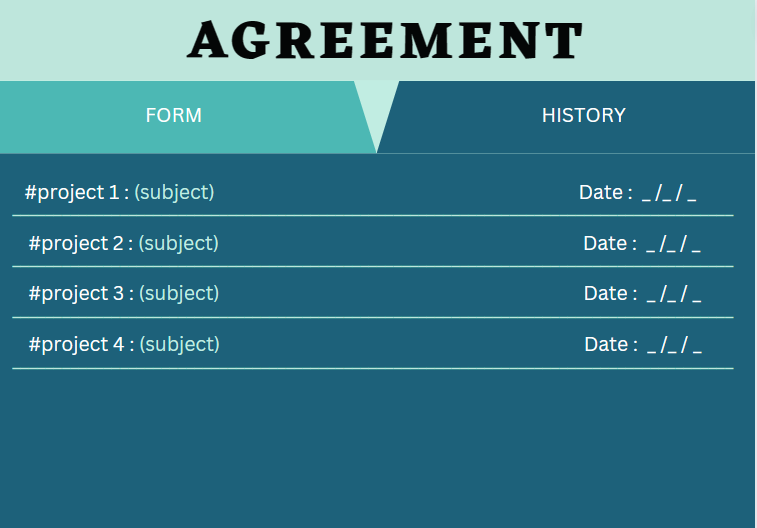 AGREEMENT
FORM HISTORY
#project 1 : (subject) Date : _ /_ / _
#project 2 : (subject) Date : _ /_ / _
#project 3 : (subject) Date : _ /_ / _
#project 4 : (subject) Date : _ /_ / _